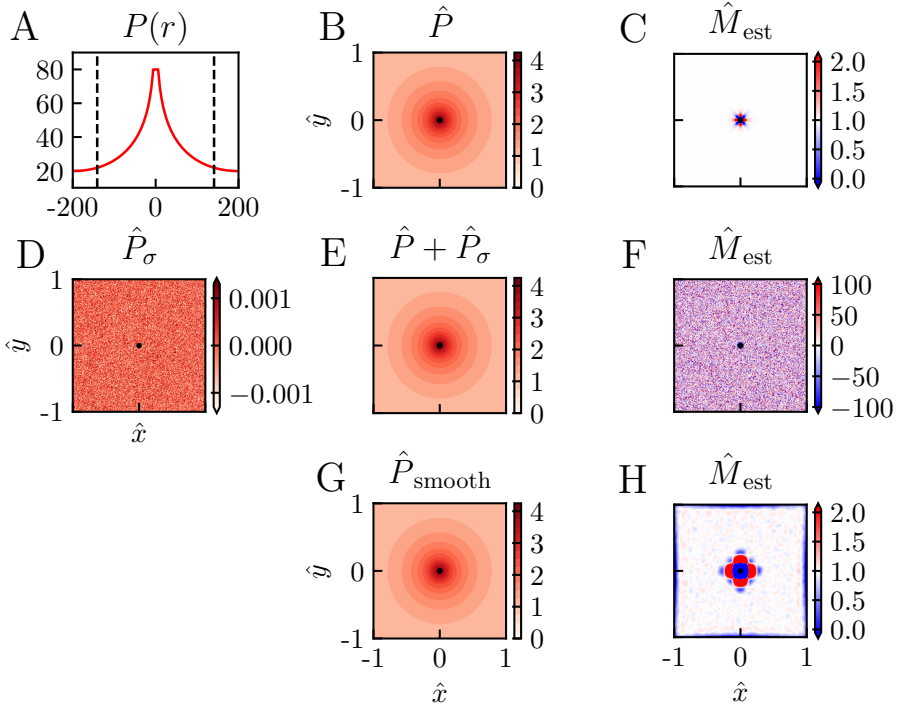 A
P(r)
80
60
40
20
-200
0
200
B
P̂
1
0
-1
ŷ
4
3
2
1
0
C
M̂est
2.0
1.5
1.0
0.5
0.0
D
P̂σ
1
0
-1
ŷ
x̂
0.001
0.000
−0.001
E
P̂ + P̂σ
1
0
-1
ŷ
4
3
2
1
0
F
M̂est
100
50
0
−50
−100
G
P̂smooth
1
0
-1
ŷ
-1
0
1
x̂
4
3
2
1
0
H
M̂est
2.0
1.5
1.0
0.5
0.0
-1
0
1
x̂